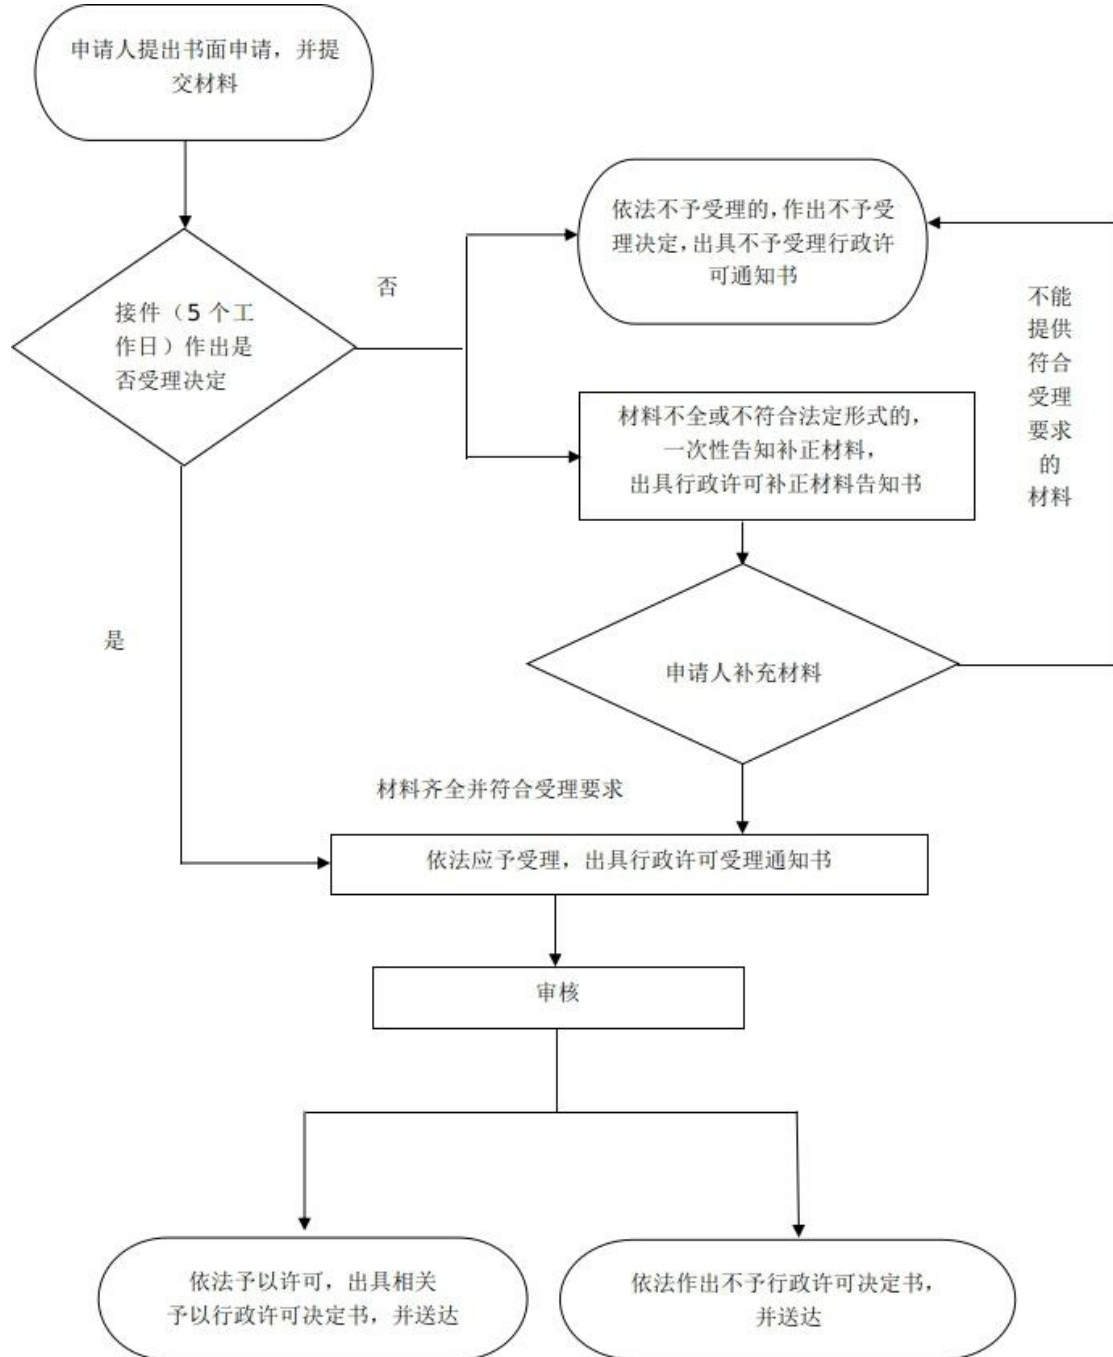 申请人提出书面申请，并提
交材料
依法不予受理的，作出不予受
理决定，出具不予受理行政许
可通知书
否
接件（5 个工
作日）作出是
否受理决定
不能
提供
符合
受理
要求
的
材料
材料不全或不符合法定形式的，
一次性告知补正材料，
出具行政许可补正材料告知书
是
申请人补充材料
材料齐全并符合受理要求
依法应予受理，出具行政许可受理通知书
审核
依法予以许可，出具相关
予以行政许可决定书，并送达
依法作出不予行政许可决定书，
并送达